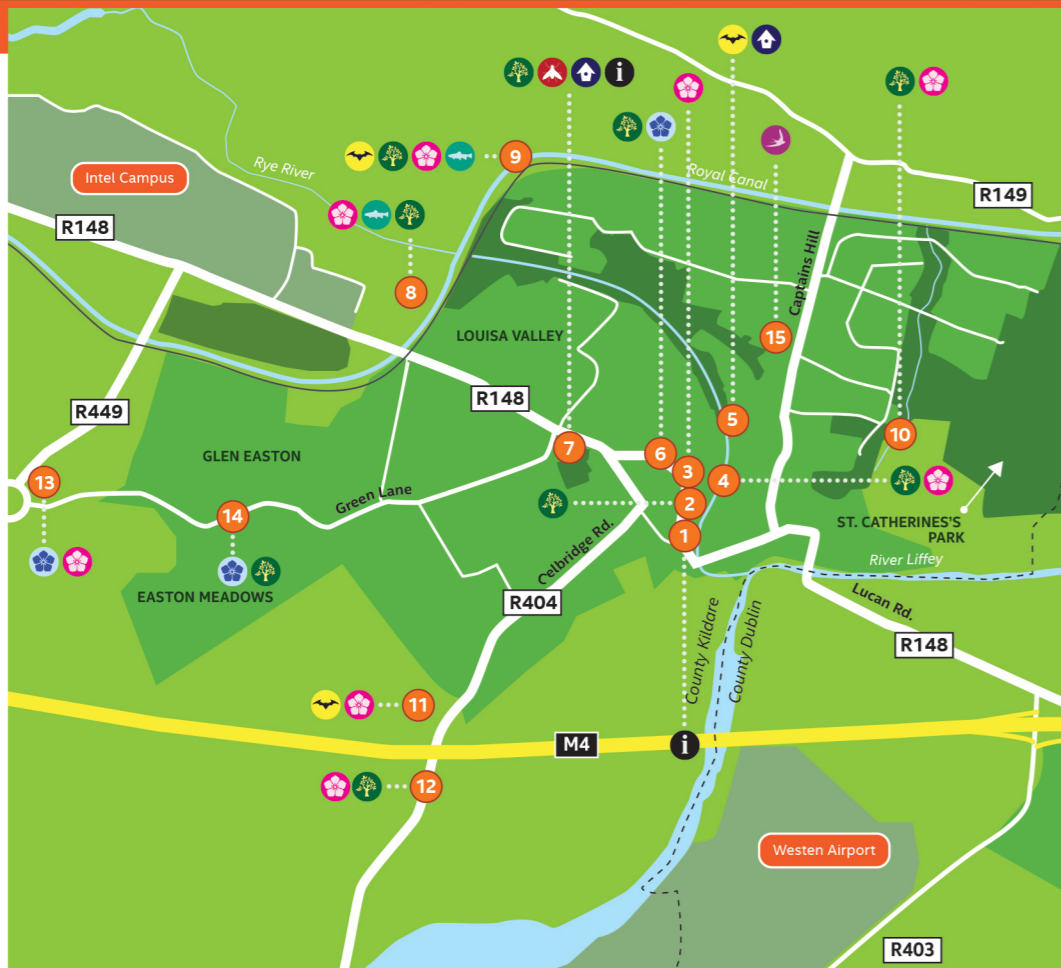 Intel Campus
Rye River
Royal Canal
R149
R148
9
8
Captains Hill
LOUISA VALLEY
15
R449
R148
5
10
GLEN EASTON
7
6
3
4
13
14
Green Lane
2
1
ST. CATHERINES'S
PARK
Celbridge Rd.
River Liffey
EASTON MEADOWS
R404
Lucan Rd.
County Kildare
County Dublin
R148
11
M4
i
i
12
Westen Airport
R403